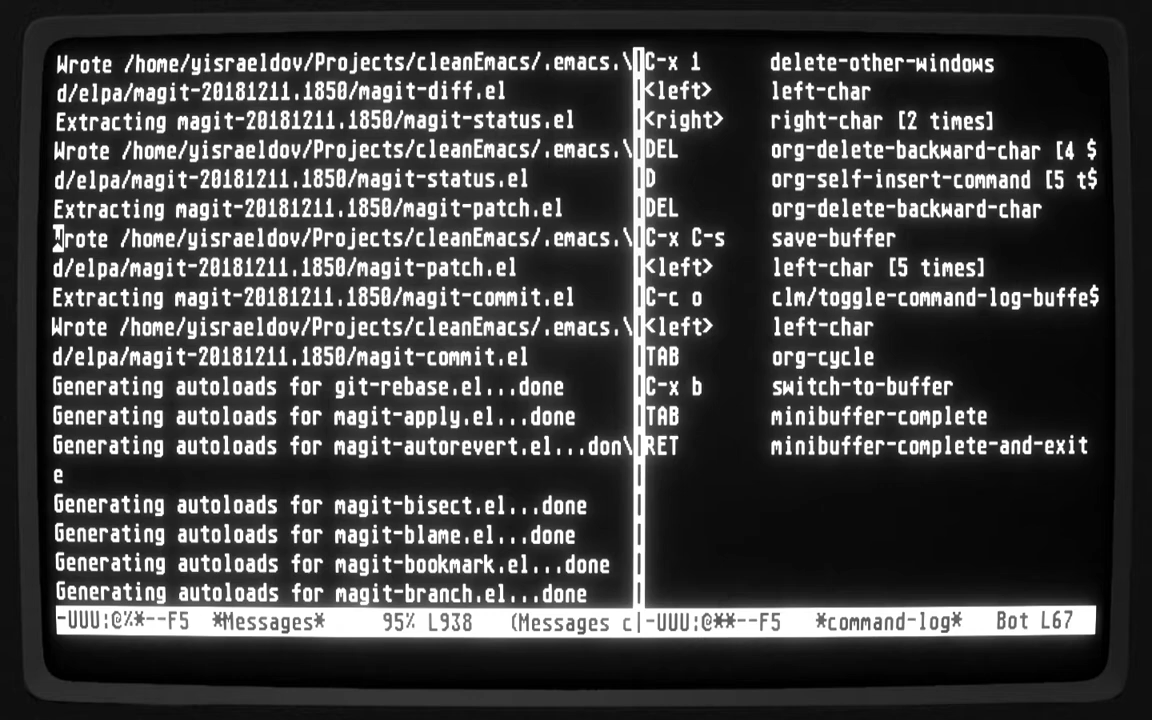 Wrote /home/yisraeldov/Projects/cleanEmacs/.emacs.\
d/elpa/magit-20181211.1850/magit-diff.el
Extracting magit-20181211.1850/magit-status.el
Wrote /home/yisraeldov/Projects/cleanEmacs/.emacs.\
d/elpa/magit-20181211.1850/magit-status.el
Extracting magit-20181211.1850/magit-patch.el
Wrote /home/yisraeldov/Projects/cleanEmacs/.emacs.\
d/elpa/magit-20181211.1850/magit-patch.el
Extracting magit-20181211.1850/magit-commit.el
Wrote /home/yisraeldov/Projects/cleanEmacs/.emacs.\
d/elpa/magit-20181211.1850/magit-commit.el
Generating autoloads for git-rebase.el...done
Generating autoloads for magit-apply.el...done
Generating autoloads for magit-autorevert.el...don\
e
Generating autoloads for magit-bisect.el...done
Generating autoloads for magit-blame.el...done
Generating autoloads for magit-bookmark.el...done
Generating autoloads for magit-branch.el...done
-UUU:@%*--F5  *Messages*     95% L938   (Messages c
C-x 1      delete-other-windows
<left>     left-char
<right>    right-char [2 times]
DEL        org-delete-backward-char [4 $
D          org-self-insert-command [5 t$
DEL        org-delete-backward-char
C-x C-s    save-buffer
<left>     left-char [5 times]
C-c o      clm/toggle-command-log-buffe$
<left>     left-char
TAB        org-cycle
C-x b      switch-to-buffer
TAB        minibuffer-complete
RET        minibuffer-complete-and-exit
-UUU:@**--F5   *command-log*   Bot L67